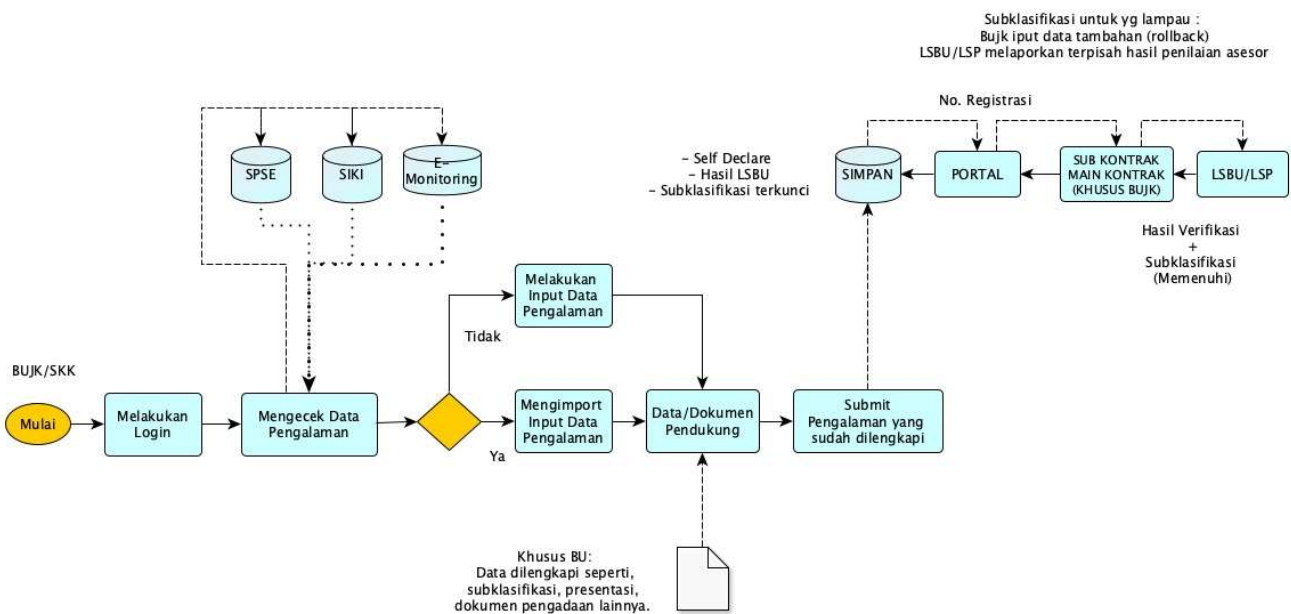 Subklasifikasi untuk yg lampau :
Bujk iput data tambahan (rollback)
LSBU/LSP melaporkan terpisah hasil penilaian asesor
No. Registrasi
SPSE
SIKI
E-
Monitoring
- Self Declare
- Hasil LSBU
- Subklasifikasi terkunci
SIMPAN
PORTAL
SUB KONTRAK
MAIN KONTRAK
(KHUSUS BUJK)
LSBU/LSP
Hasil Verifikasi
+
Subklasifikasi
(Memenuhi)
Melakukan
Input Data
Pengalaman
Tidak
BUJK/SKK
Mulai
Melakukan
Login
Mengecek Data
Pengalaman
Ya
Mengimport
Input Data
Pengalaman
Data/Dokumen
Pendukung
Submit
Pengalaman yang
sudah dilengkapi
Khusus BU:
Data dilengkapi seperti,
subklasifikasi, presentasi,
dokumen pengadaan lainnya.